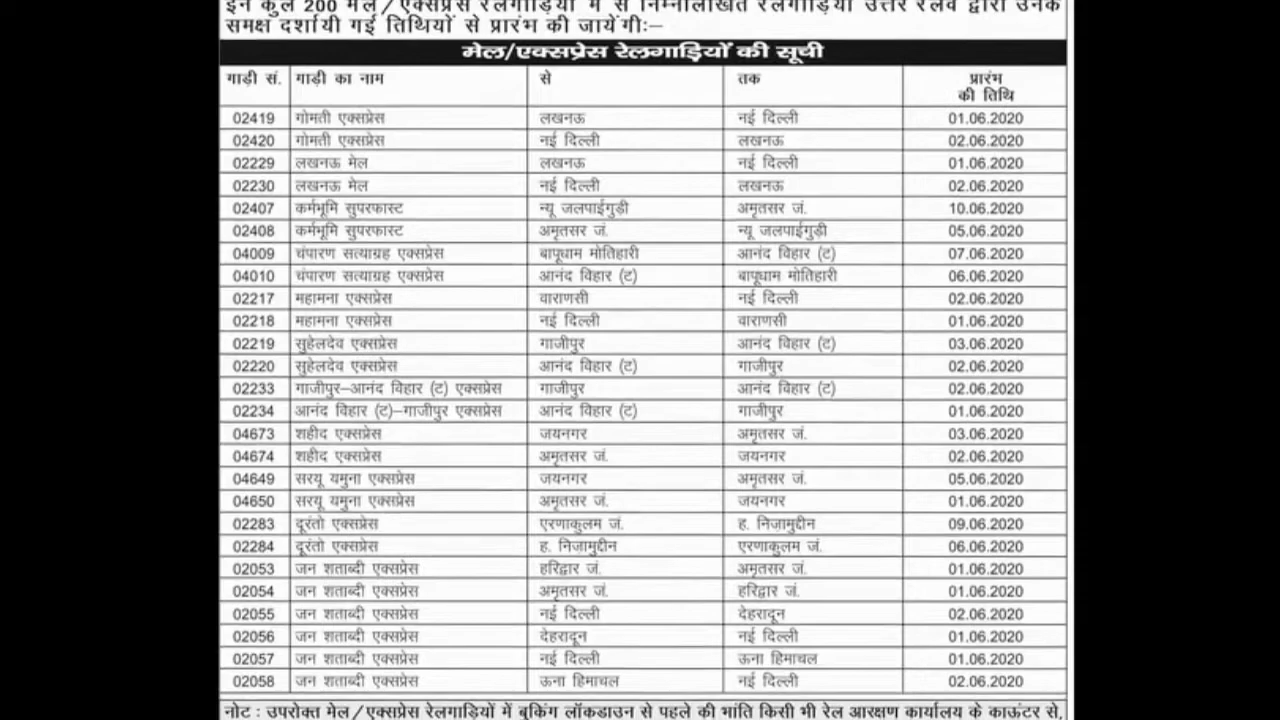 इन कुल 200 मेल/एक्सप्रेस रेलगाड़ियों में से निम्नलिखित रेलगाड़ियां उत्तर रेलवे द्वारा उनके
समक्ष दर्शायी गई तिथियों से प्रारंभ की जायेंगी:–
मेल/एक्सप्रेस रेलगाड़ियों की सूची
गाड़ी सं. गाड़ी का नाम से तक प्रारंभ की तिथि
02419 गोमती एक्सप्रेस लखनऊ नई दिल्ली 01.06.2020
02420 गोमती एक्सप्रेस नई दिल्ली लखनऊ 02.06.2020
02229 लखनऊ मेल लखनऊ नई दिल्ली 01.06.2020
02230 लखनऊ मेल नई दिल्ली लखनऊ 02.06.2020
02407 कर्मभूमि सुपरफास्ट न्यू जलपाईगुड़ी अमृतसर जं. 10.06.2020
02408 कर्मभूमि सुपरफास्ट अमृतसर जं. न्यू जलपाईगुड़ी 05.06.2020
04009 चंपारण सत्याग्रह एक्सप्रेस बापूधाम मोतिहारी आनंद विहार (ट) 07.06.2020
04010 चंपारण सत्याग्रह एक्सप्रेस आनंद विहार (ट) बापूधाम मोतिहारी 06.06.2020
02217 महामना एक्सप्रेस वाराणसी नई दिल्ली 02.06.2020
02218 महामना एक्सप्रेस नई दिल्ली वाराणसी 01.06.2020
02219 सुहेलदेव एक्सप्रेस गाजीपुर आनंद विहार (ट) 03.06.2020
02220 सुहेलदेव एक्सप्रेस आनंद विहार (ट) गाजीपुर 02.06.2020
02233 गाजीपुर–आनंद विहार (ट) एक्सप्रेस गाजीपुर आनंद विहार (ट) 02.06.2020
02234 आनंद विहार (ट)–गाजीपुर एक्सप्रेस आनंद विहार (ट) गाजीपुर 01.06.2020
04673 शहीद एक्सप्रेस जयनगर अमृतसर जं. 03.06.2020
04674 शहीद एक्सप्रेस अमृतसर जं. जयनगर 02.06.2020
04649 सरयू यमुना एक्सप्रेस जयनगर अमृतसर जं. 05.06.2020
04650 सरयू यमुना एक्सप्रेस अमृतसर जं. जयनगर 01.06.2020
02283 दूरंतो एक्सप्रेस एरणाकुलम जं. ह. निज़ामुद्दीन 09.06.2020
02284 दूरंतो एक्सप्रेस ह. निज़ामुद्दीन एरणाकुलम जं. 06.06.2020
02053 जन शताब्दी एक्सप्रेस हरिद्वार जं. अमृतसर जं. 01.06.2020
02054 जन शताब्दी एक्सप्रेस अमृतसर जं. हरिद्वार जं. 01.06.2020
02055 जन शताब्दी एक्सप्रेस नई दिल्ली देहरादून 02.06.2020
02056 जन शताब्दी एक्सप्रेस देहरादून नई दिल्ली 01.06.2020
02057 जन शताब्दी एक्सप्रेस नई दिल्ली ऊना हिमाचल 01.06.2020
02058 जन शताब्दी एक्सप्रेस ऊना हिमाचल नई दिल्ली 02.06.2020
नोट : उपरोक्त मेल/एक्सप्रेस रेलगाड़ियों में बुकिंग लॉकडाउन से पहले की भांति किसी भी रेल आरक्षण कार्यालय के काऊंटर से,